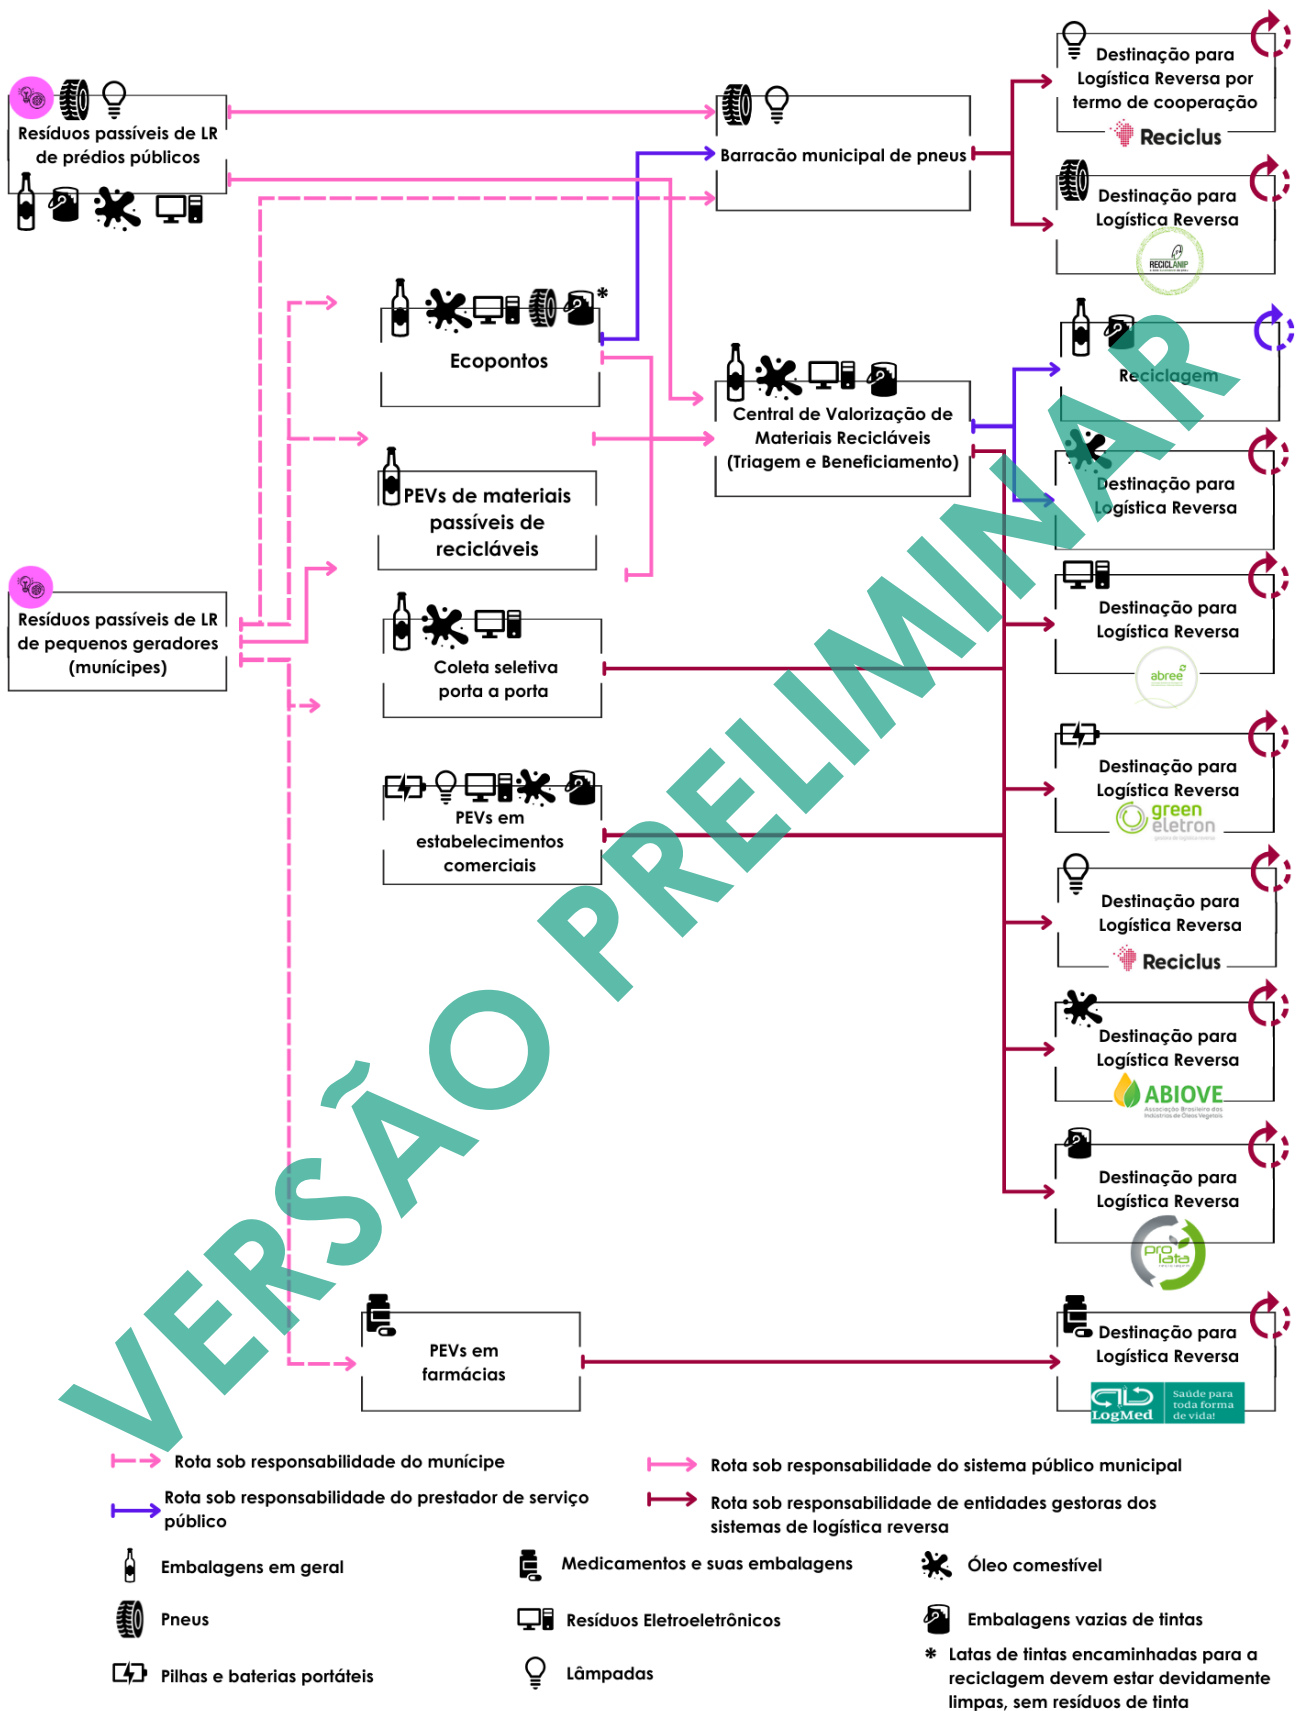 Resíduos passíveis de LR
de prédios públicos
Barracão municipal de pneus
Destinação para
Logística Reversa por
termo de cooperação
Reciclus
Destinação para
Logística Reversa
RECICLANIP
*
Ecopontos
Central de Valorização de
Materiais Recicláveis
(Triagem e Beneficiamento)
Reciclagem
PEVs de materiais
passíveis de
recicláveis
Destinação para
Logística Reversa
Resíduos passíveis de LR
de pequenos geradores
(munícipes)
Coleta seletiva
porta a porta
Destinação para
Logística Reversa
abree
PEVs em
estabelecimentos
comerciais
Destinação para
Logística Reversa
green
eletron
Destinação para
Logística Reversa
Reciclus
Destinação para
Logística Reversa
ABIOVE
Associação Brasileira das
Indústrias de Óleos Vegetais
Destinação para
Logística Reversa
pro
lata
PEVs em
farmácias
Destinação para
Logística Reversa
LogMed
Saúde para
toda forma
de vida!
VERSÃO PRELIMINAR
Rota sob responsabilidade do munícipe
Rota sob responsabilidade do sistema público municipal
Rota sob responsabilidade do prestador de serviço
público
Rota sob responsabilidade de entidades gestoras dos
sistemas de logística reversa
Embalagens em geral
Medicamentos e suas embalagens
Óleo comestível
Pneus
Resíduos Eletroeletrônicos
Embalagens vazias de tintas
Pilhas e baterias portáteis
Lâmpadas
* Latas de tintas encaminhadas para a
reciclagem devem estar devidamente
limpas, sem resíduos de tinta